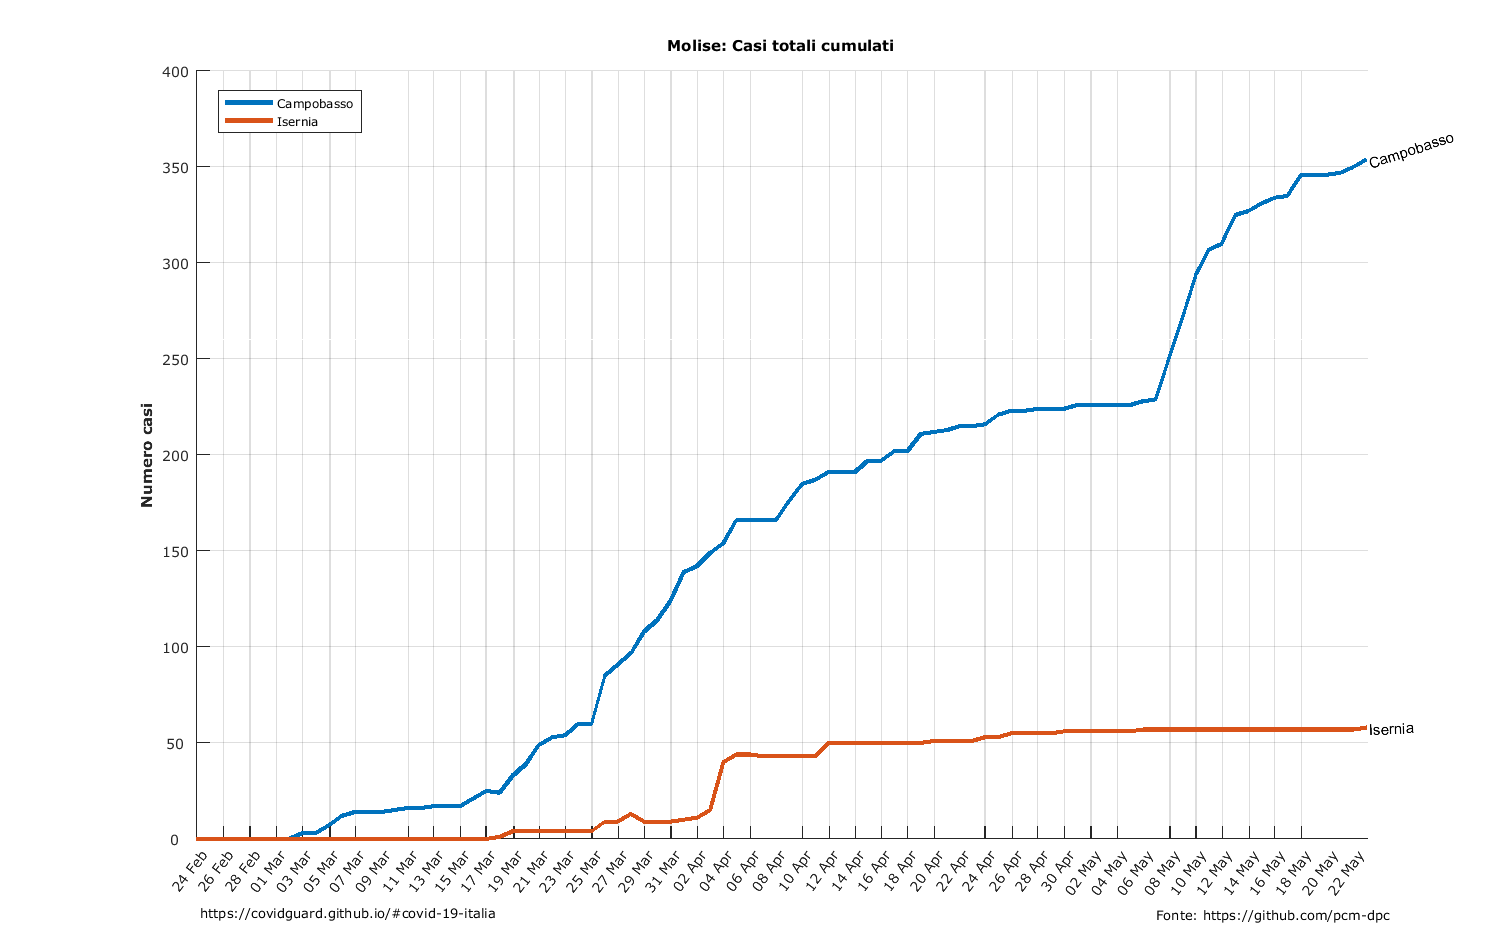 Molise: Casi totali cumulati
400
350
300
250
200
150
100
50
0
Numero casi
Campobasso
Isernia
Campobasso
Isernia
24 Feb
26 Feb
28 Feb
01 Mar
03 Mar
05 Mar
07 Mar
09 Mar
11 Mar
13 Mar
15 Mar
17 Mar
19 Mar
21 Mar
23 Mar
25 Mar
27 Mar
29 Mar
31 Mar
02 Apr
04 Apr
06 Apr
08 Apr
10 Apr
12 Apr
14 Apr
16 Apr
18 Apr
20 Apr
22 Apr
24 Apr
26 Apr
28 Apr
30 Apr
02 May
04 May
06 May
08 May
10 May
12 May
14 May
16 May
18 May
20 May
22 May
https://covidguard.github.io/#covid-19-italia
Fonte: https://github.com/pcm-dpc